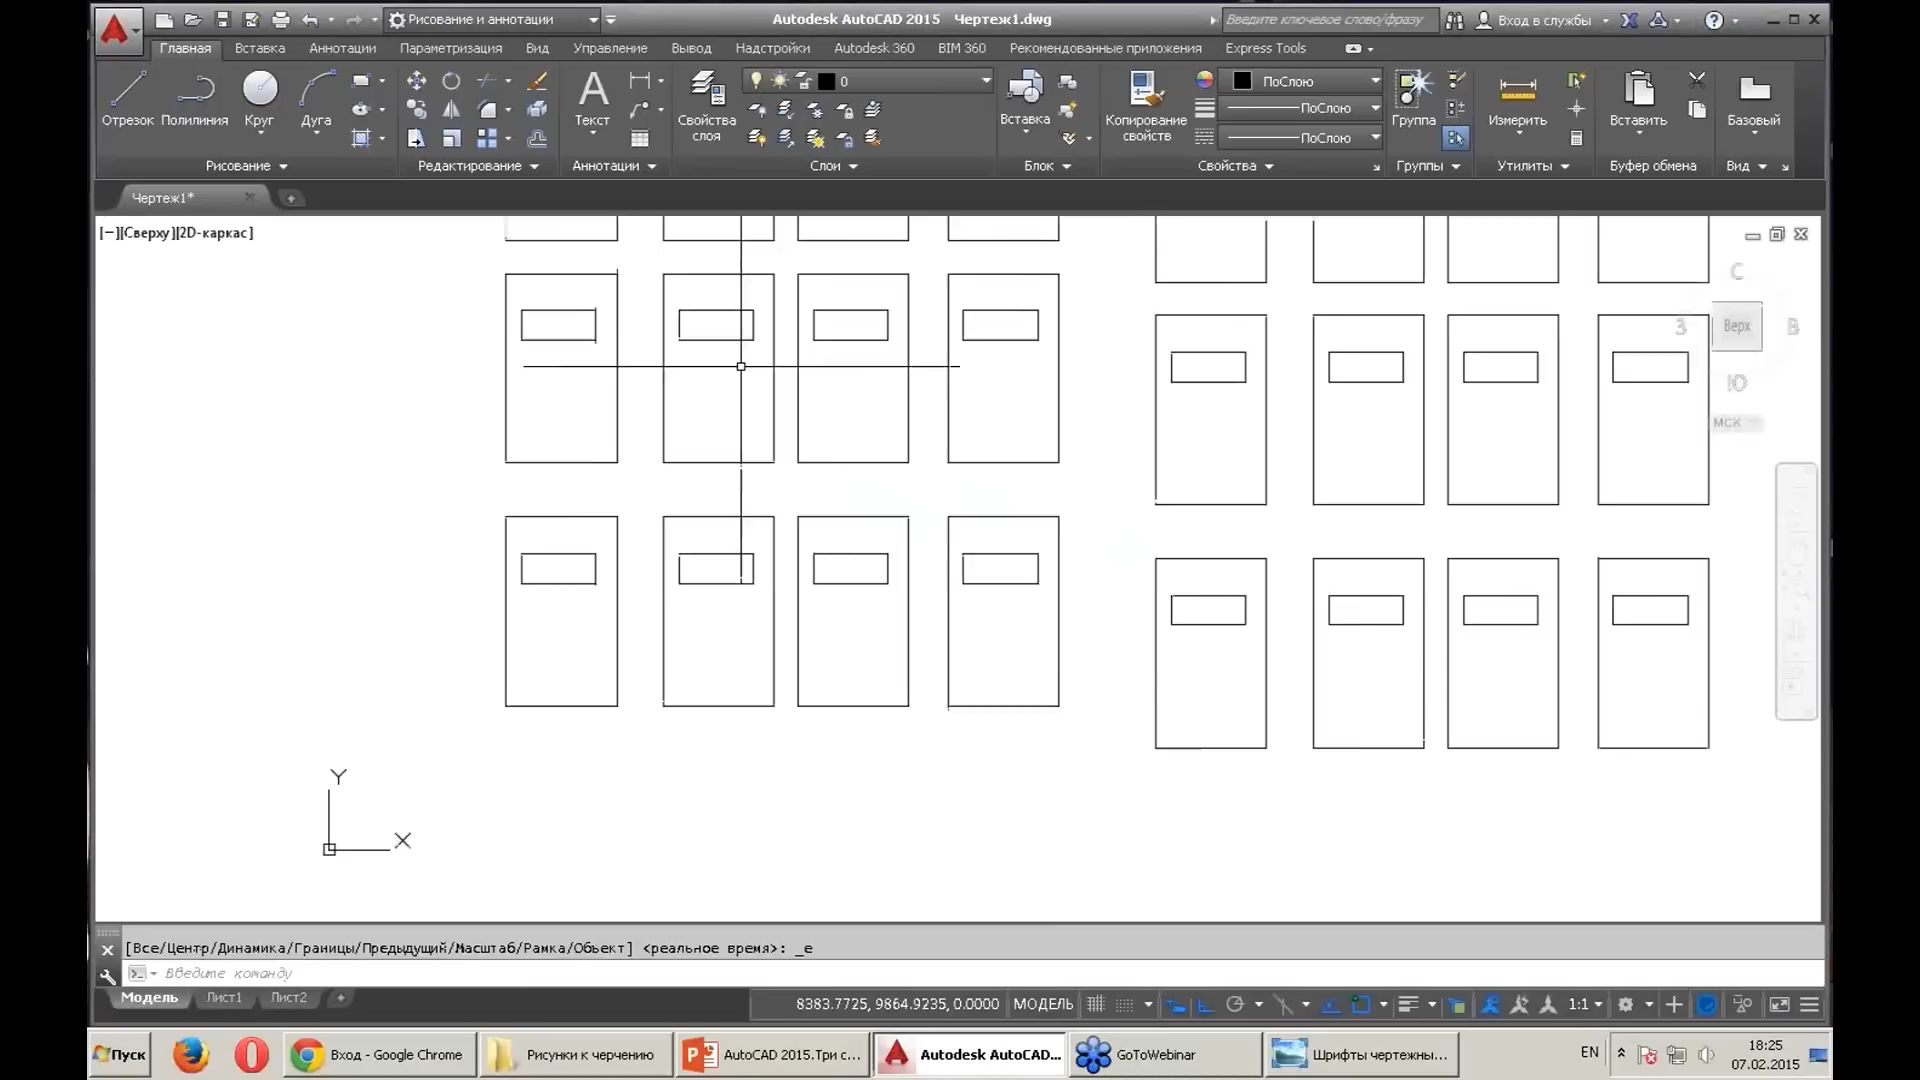 Рисование и аннотации
Autodesk AutoCAD 2015 Чертеж1.dwg
Введите ключевое слово/фразу
Вход в службы
Главная Вставка Аннотации Параметризация Вид Управление Вывод Надстройки Autodesk 360 BIM 360 Рекомендованные приложения Express Tools
0
ПоСлою
ПоСлою
ПоСлою
Отрезок Полилиния Круг Дуга
Текст
Свойства слоя
Вставка
Копирование свойств
Группа
Измерить
Вставить
Базовый
Рисование Редактирование Аннотации Слои Блок Свойства Группы Утилиты Буфер обмена Вид
Чертеж1*
[−][Сверху][2D-каркас]
С
З Верх В
Ю
МСК
Y
X
[Все/Центр/Динамика/Границы/Предыдущий/Масштаб/Рамка/Объект] <реальное время>: _e
Введите команду
Модель Лист1 Лист2
8383.7725, 9864.9235, 0.0000 МОДЕЛЬ 1:1
Пуск
Вход - Google Chrome
Рисунки к черчению
AutoCAD 2015.Три с...
Autodesk AutoCAD...
GoToWebinar
Шрифты чертежны...
EN
18:25
07.02.2015